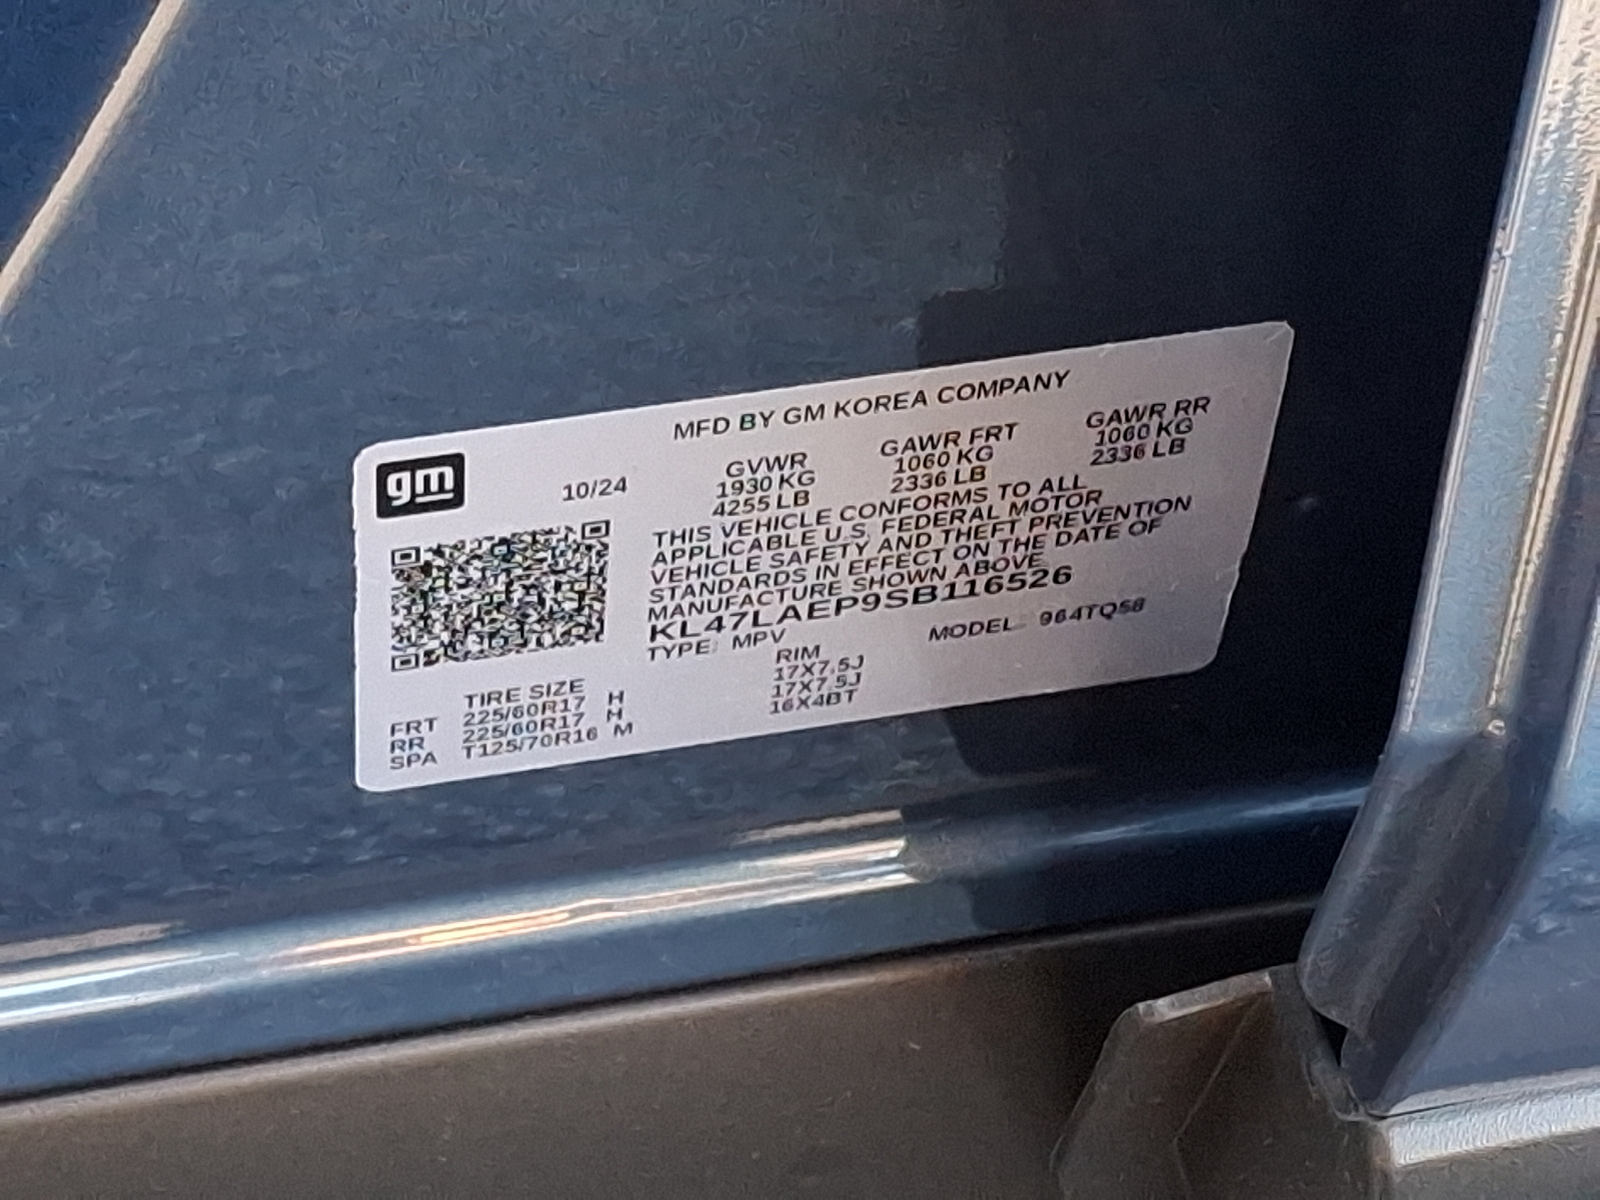 MFD BY GM KOREA COMPANY
gm
10/24
GVWR GAWR FRT GAWR RR
1930 KG 1060 KG 1060 KG
4255 LB 2336 LB 2336 LB
THIS VEHICLE CONFORMS TO ALL
APPLICABLE U.S. FEDERAL MOTOR
VEHICLE SAFETY AND THEFT PREVENTION
STANDARDS IN EFFECT ON THE DATE OF
MANUFACTURE SHOWN ABOVE
KL47LAEP9SB116526
TYPE: MPV MODEL: 964TQ58
TIRE SIZE RIM
FRT 225/60R17 H 17X7.5J
RR 225/60R17 H 17X7.5J
SPA T125/70R16 M 16X4BT